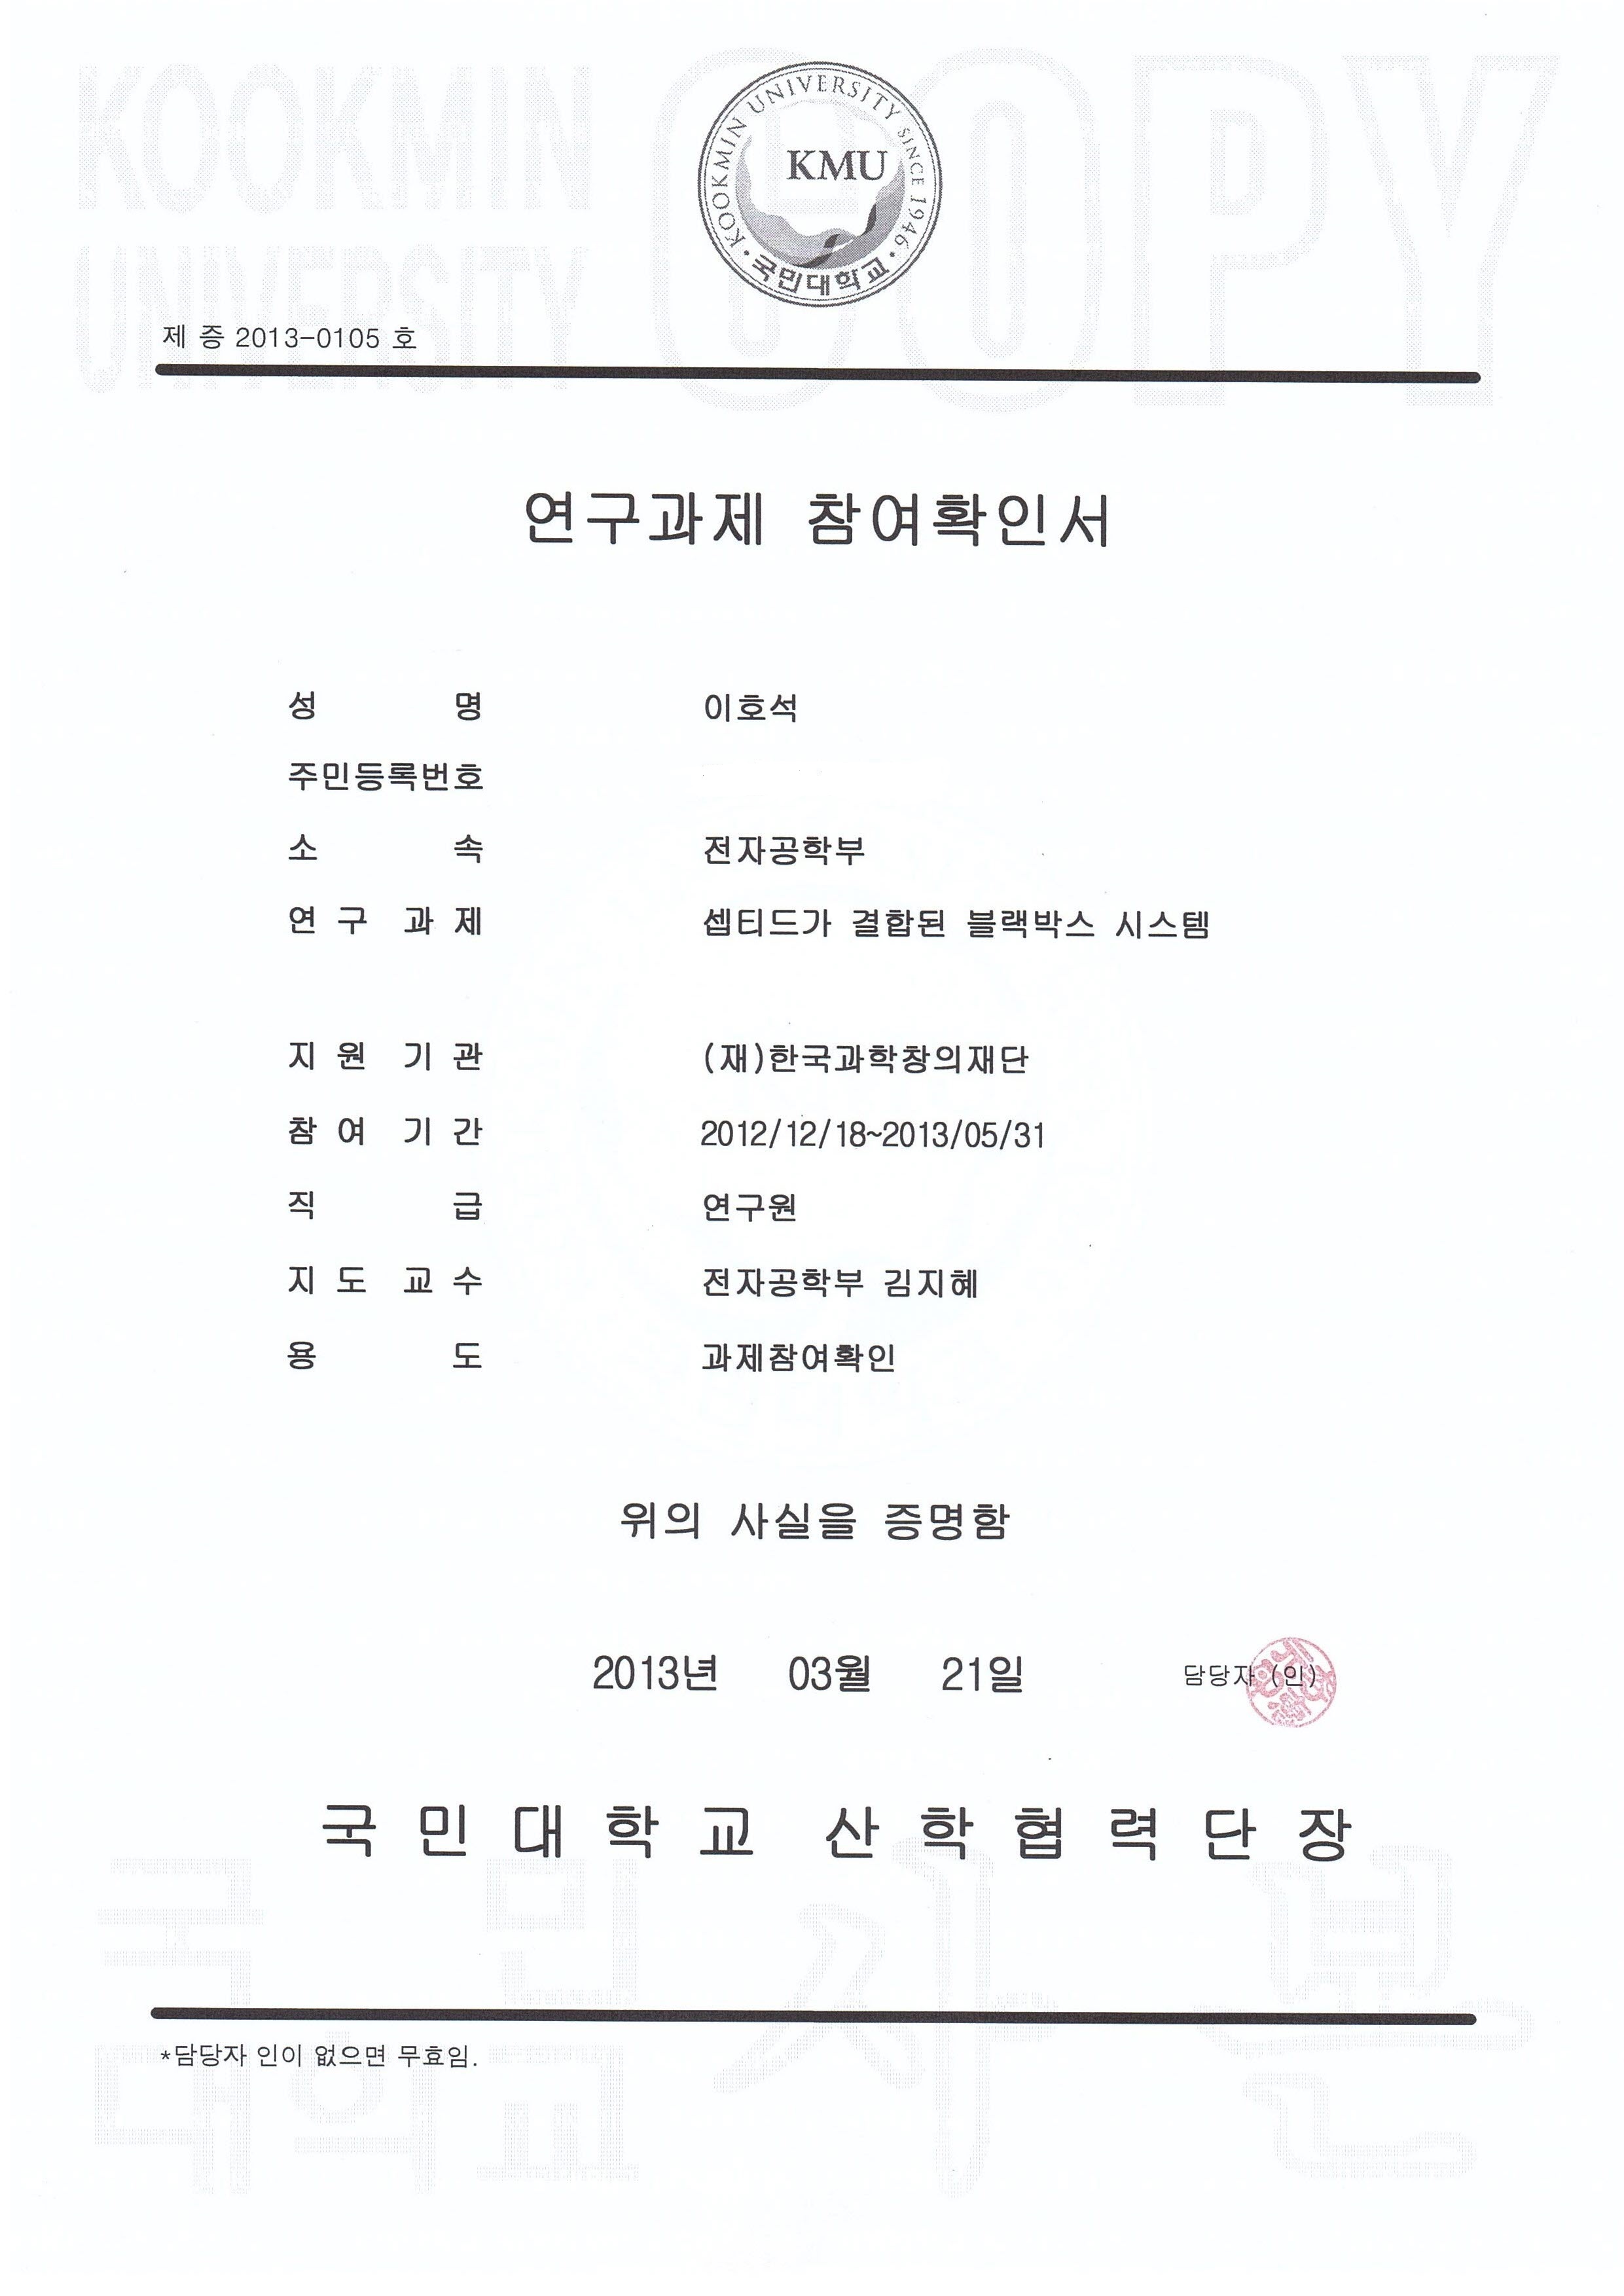 KOOKMIN UNIVERSITY
COPY
KOOKMIN UNIVERSITY SINCE 1946
KMU
국민대학교
제 증 2013-0105 호
연구과제 참여확인서
성 명 이호석
주민등록번호
소 속 전자공학부
연 구 과 제 셉티드가 결합된 블랙박스 시스템
지 원 기 관 (재)한국과학창의재단
참 여 기 간 2012/12/18~2013/05/31
직 급 연구원
지 도 교 수 전자공학부 김지혜
용 도 과제참여확인
위의 사실을 증명함
2013년 03월 21일 담당자 (인)
국 민 대 학 교 산 학 협 력 단 장
국민
사본
*담당자 인이 없으면 무효임.